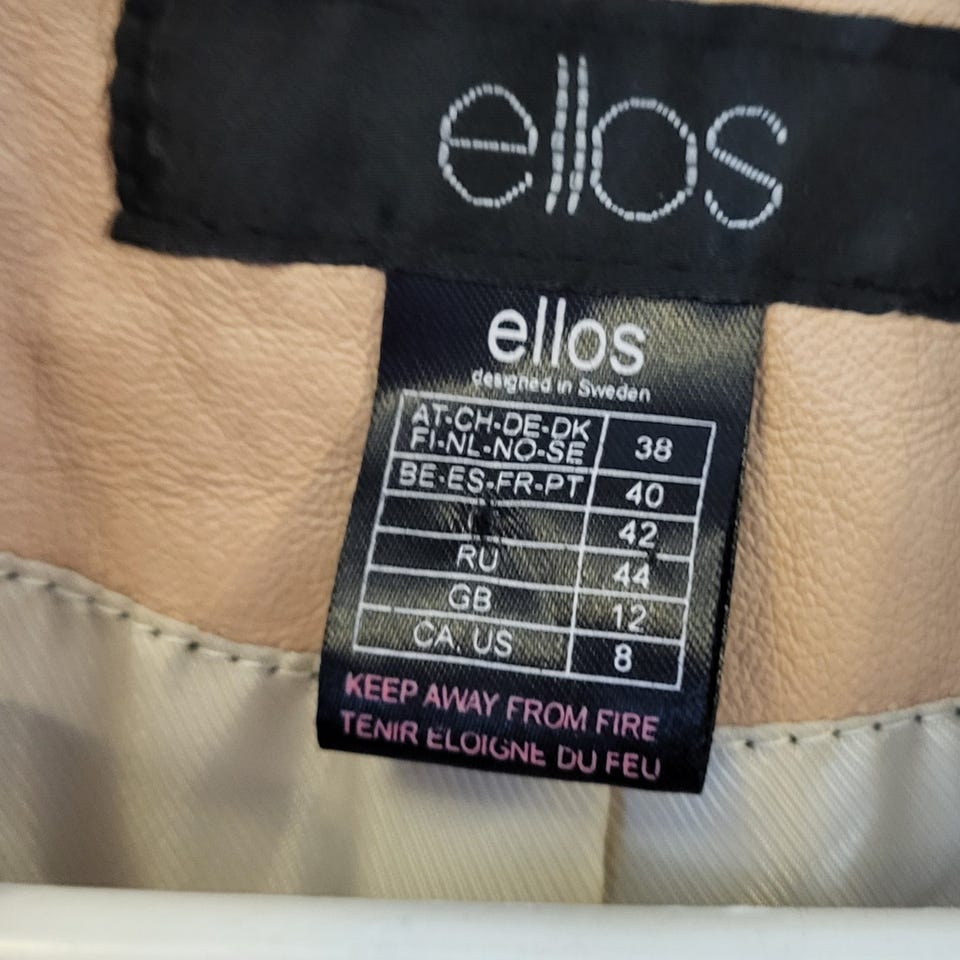 ellos
ellos
designed in Sweden
AT-CH-DE-DK
FI-NL-NO-SE 38
BE-ES-FR-PT 40
42
RU 44
GB 12
CA. US 8
KEEP AWAY FROM FIRE
TENIR ELOIGNE DU FEU